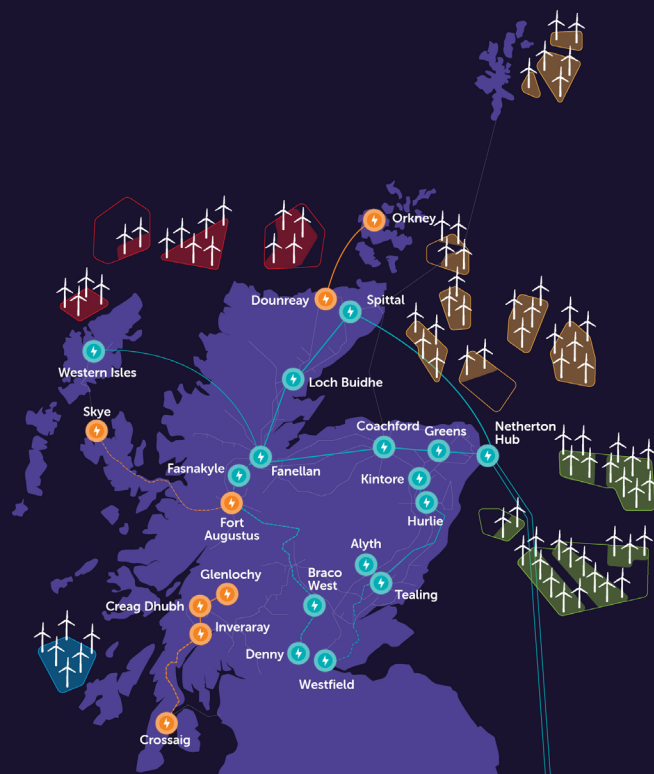 Orkney
Dounreay
Spittal
Western Isles
Loch Buidhe
Skye
Coachford
Greens
Netherton
Hub
Fasnakyle
Fanellan
Kintore
Fort
Augustus
Hurlie
Alyth
Glenlochy
Braco
West
Tealing
Creag Dhubh
Inveraray
Denny
Westfield
Crossaig